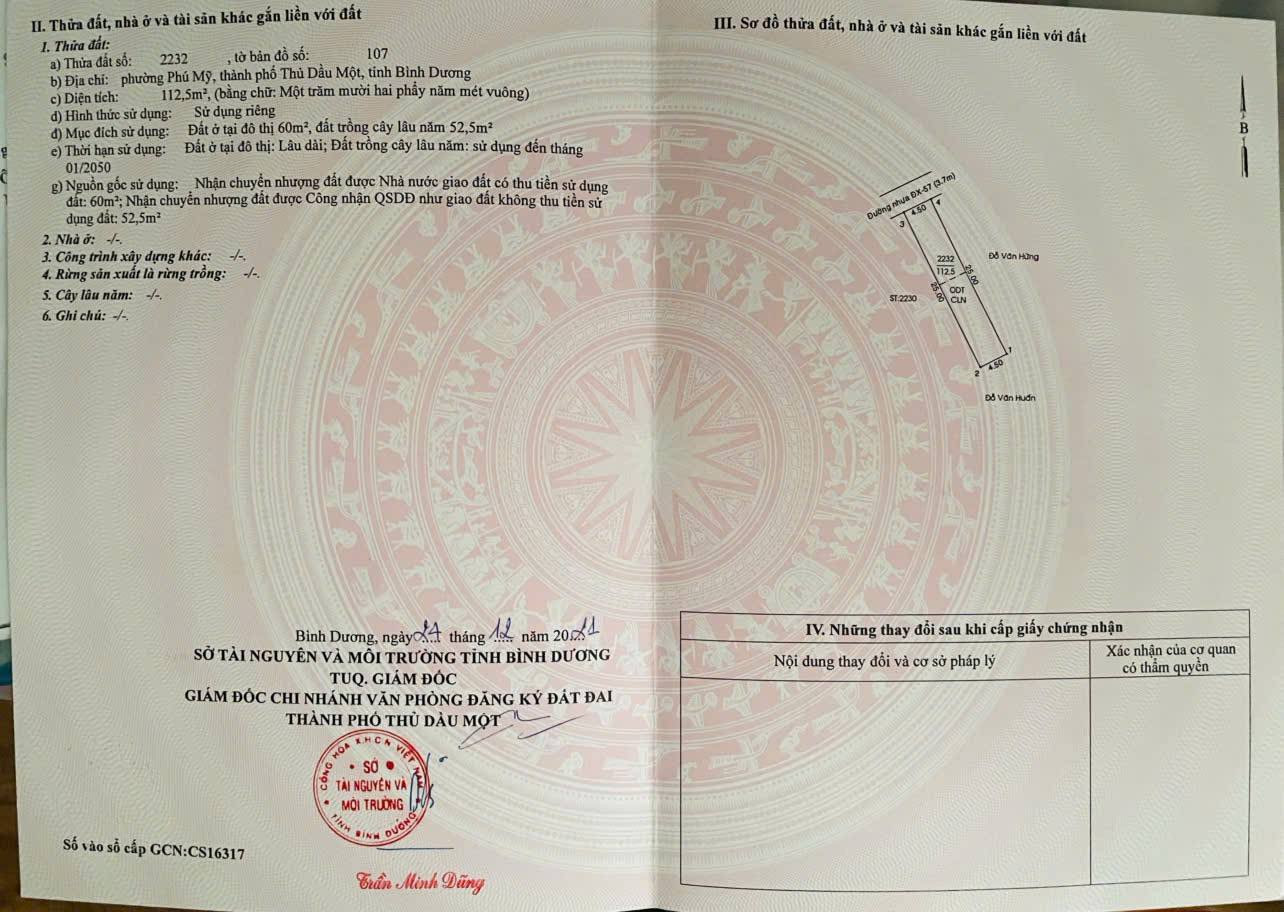 II. Thửa đất, nhà ở và tài sản khác gắn liền với đất
1. Thửa đất:
a) Thửa đất số: 2232 , tờ bản đồ số: 107
b) Địa chỉ: phường Phú Mỹ, thành phố Thủ Dầu Một, tỉnh Bình Dương
c) Diện tích: 112,5m², (bằng chữ: Một trăm mười hai phẩy năm mét vuông)
d) Hình thức sử dụng: Sử dụng riêng
đ) Mục đích sử dụng: Đất ở tại đô thị 60m², đất trồng cây lâu năm 52,5m²
e) Thời hạn sử dụng: Đất ở tại đô thị: Lâu dài; Đất trồng cây lâu năm: sử dụng đến tháng
01/2050
g) Nguồn gốc sử dụng: Nhận chuyển nhượng đất được Nhà nước giao đất có thu tiền sử dụng
đất: 60m²; Nhận chuyển nhượng đất được Công nhận QSDĐ như giao đất không thu tiền sử
dụng đất: 52,5m²
2. Nhà ở: -/-.
3. Công trình xây dựng khác: -/-.
4. Rừng sản xuất là rừng trồng: -/-.
5. Cây lâu năm: -/-.
6. Ghi chú: -/-.
Bình Dương, ngày 27 tháng 12 năm 2021
SỞ TÀI NGUYÊN VÀ MÔI TRƯỜNG TỈNH BÌNH DƯƠNG
TUQ. GIÁM ĐỐC
GIÁM ĐỐC CHI NHÁNH VĂN PHÒNG ĐĂNG KÝ ĐẤT ĐAI
THÀNH PHỐ THỦ DẦU MỘT
CỘNG HÒA X.H.C.N VIỆT NAM
SỞ
TÀI NGUYÊN VÀ
MÔI TRƯỜNG
TỈNH BÌNH DƯƠNG
Số vào sổ cấp GCN:CS16317
Trần Minh Dũng
III. Sơ đồ thửa đất, nhà ở và tài sản khác gắn liền với đất
B
Đường nhựa ĐX-57 (3.7m)
3
4.50
4
2232
112.5
25.00
Đỗ Văn Hừng
ST:2230
25.00
ODT
CLN
1
2
4.50
Đỗ Văn Huấn
IV. Những thay đổi sau khi cấp giấy chứng nhận
Nội dung thay đổi và cơ sở pháp lý
Xác nhận của cơ quan
có thẩm quyền